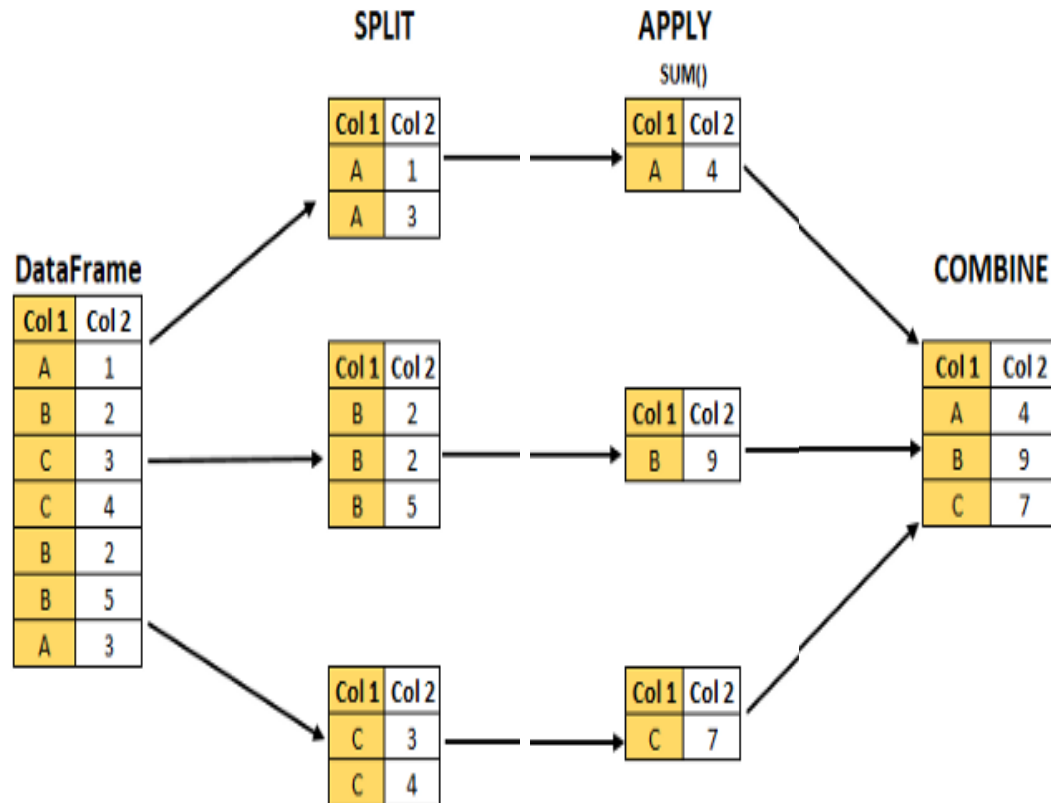 SPLIT
APPLY
SUM()
Col 1 Col 2
A 1
A 3
Col 1 Col 2
A 4
DataFrame
Col 1 Col 2
A 1
B 2
C 3
C 4
B 2
B 5
A 3
Col 1 Col 2
B 2
B 2
B 5
Col 1 Col 2
B 9
COMBINE
Col 1 Col 2
A 4
B 9
C 7
Col 1 Col 2
C 3
C 4
Col 1 Col 2
C 7